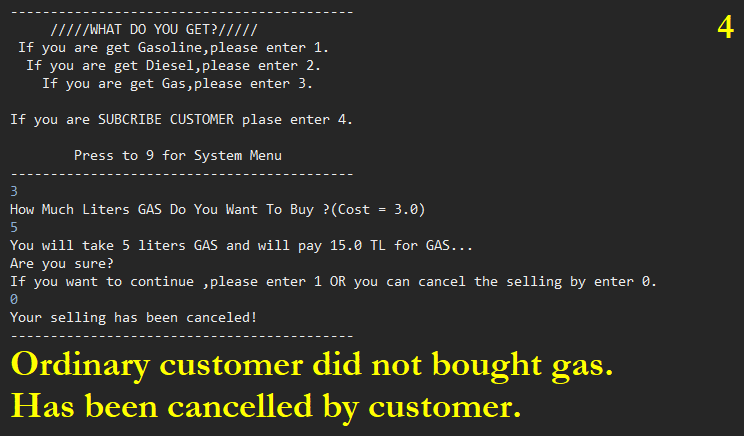 -------------------------------------------
/////WHAT DO YOU GET?/////
4
If you are get Gasoline,please enter 1.
If you are get Diesel,please enter 2.
If you are get Gas,please enter 3.
If you are SUBCRIBE CUSTOMER plase enter 4.
Press to 9 for System Menu
-------------------------------------------
3
How Much Liters GAS Do You Want To Buy ?(Cost = 3.0)
5
You will take 5 liters GAS and will pay 15.0 TL for GAS...
Are you sure?
If you want to continue ,please enter 1 OR you can cancel the selling by enter 0.
0
Your selling has been canceled!
-------------------------------------------
Ordinary customer did not bought gas.
Has been cancelled by customer.